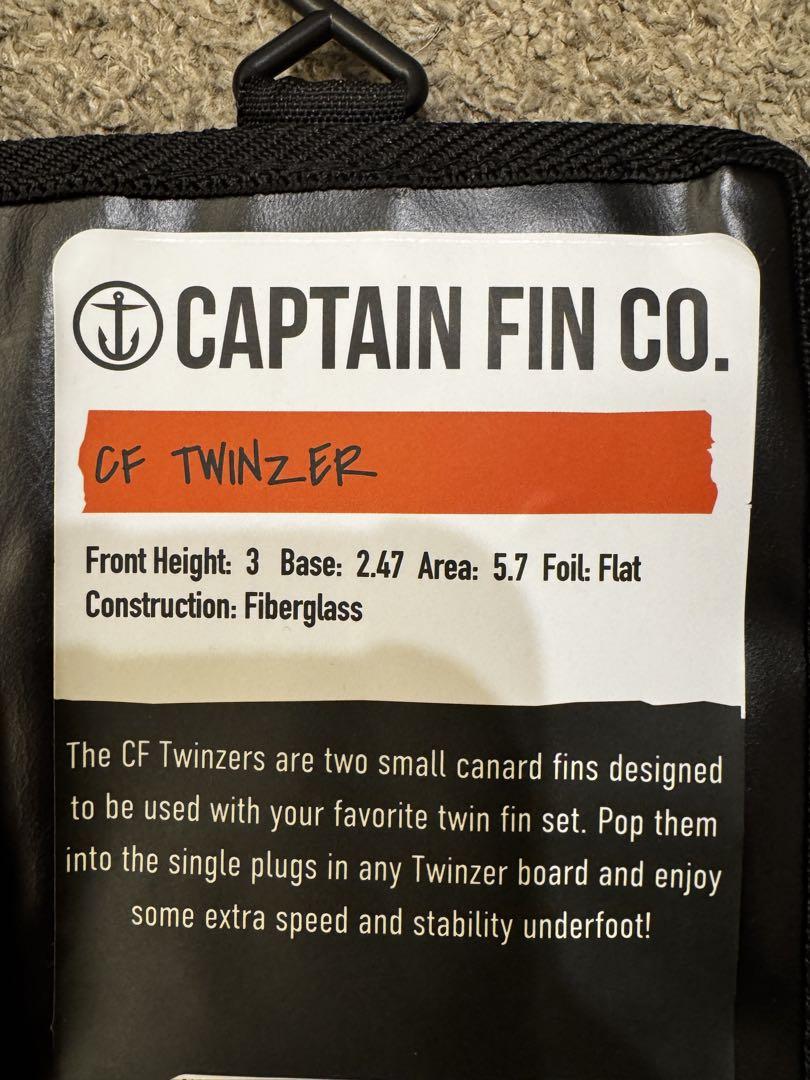 CAPTAIN FIN CO.
CF TWINZER
Front Height: 3 Base: 2.47 Area: 5.7 Foil: Flat
Construction: Fiberglass
The CF Twinzers are two small canard fins designed
to be used with your favorite twin fin set. Pop them
into the single plugs in any Twinzer board and enjoy
some extra speed and stability underfoot!